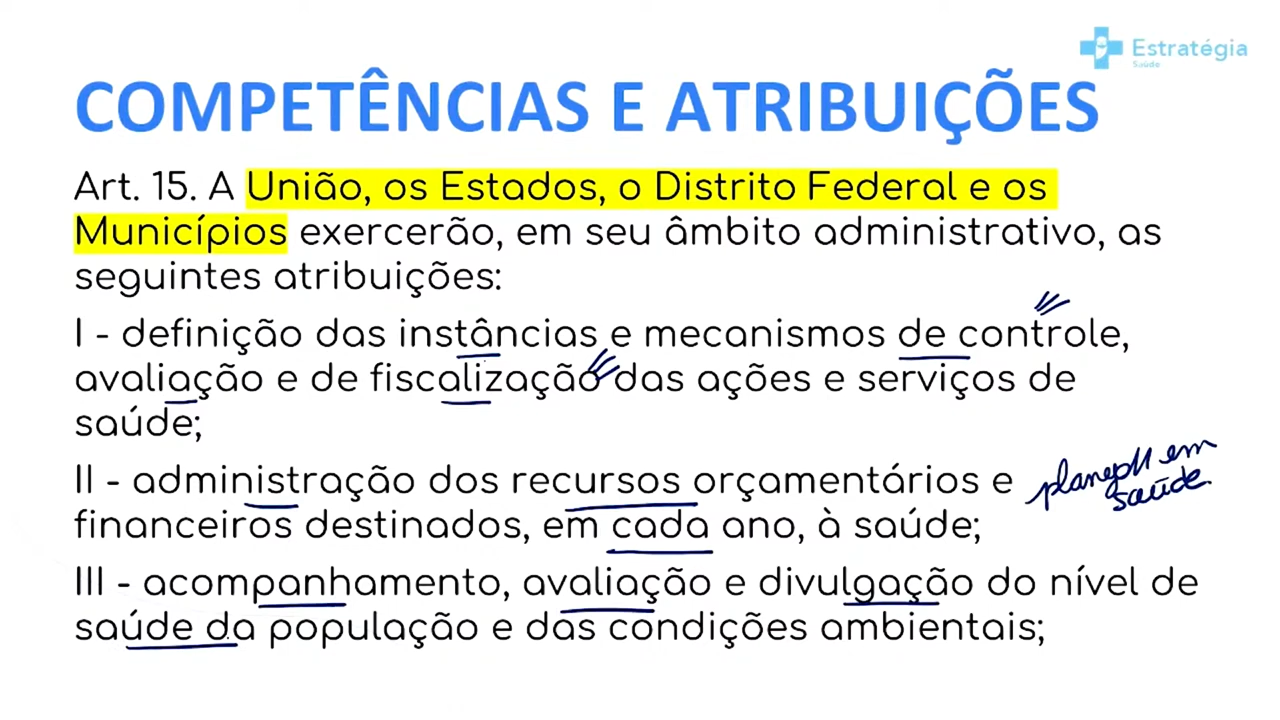 Estratégia
Saúde
COMPETÊNCIAS E ATRIBUIÇÕES
Art. 15. A União, os Estados, o Distrito Federal e os
Municípios exercerão, em seu âmbito administrativo, as
seguintes atribuições:
I - definição das instâncias e mecanismos de controle,
avaliação e de fiscalização das ações e serviços de
saúde;
II - administração dos recursos orçamentários e
financeiros destinados, em cada ano, à saúde;
em
saúde.
III - acompanhamento, avaliação e divulgação do nível de
saúde da população e das condições ambientais;